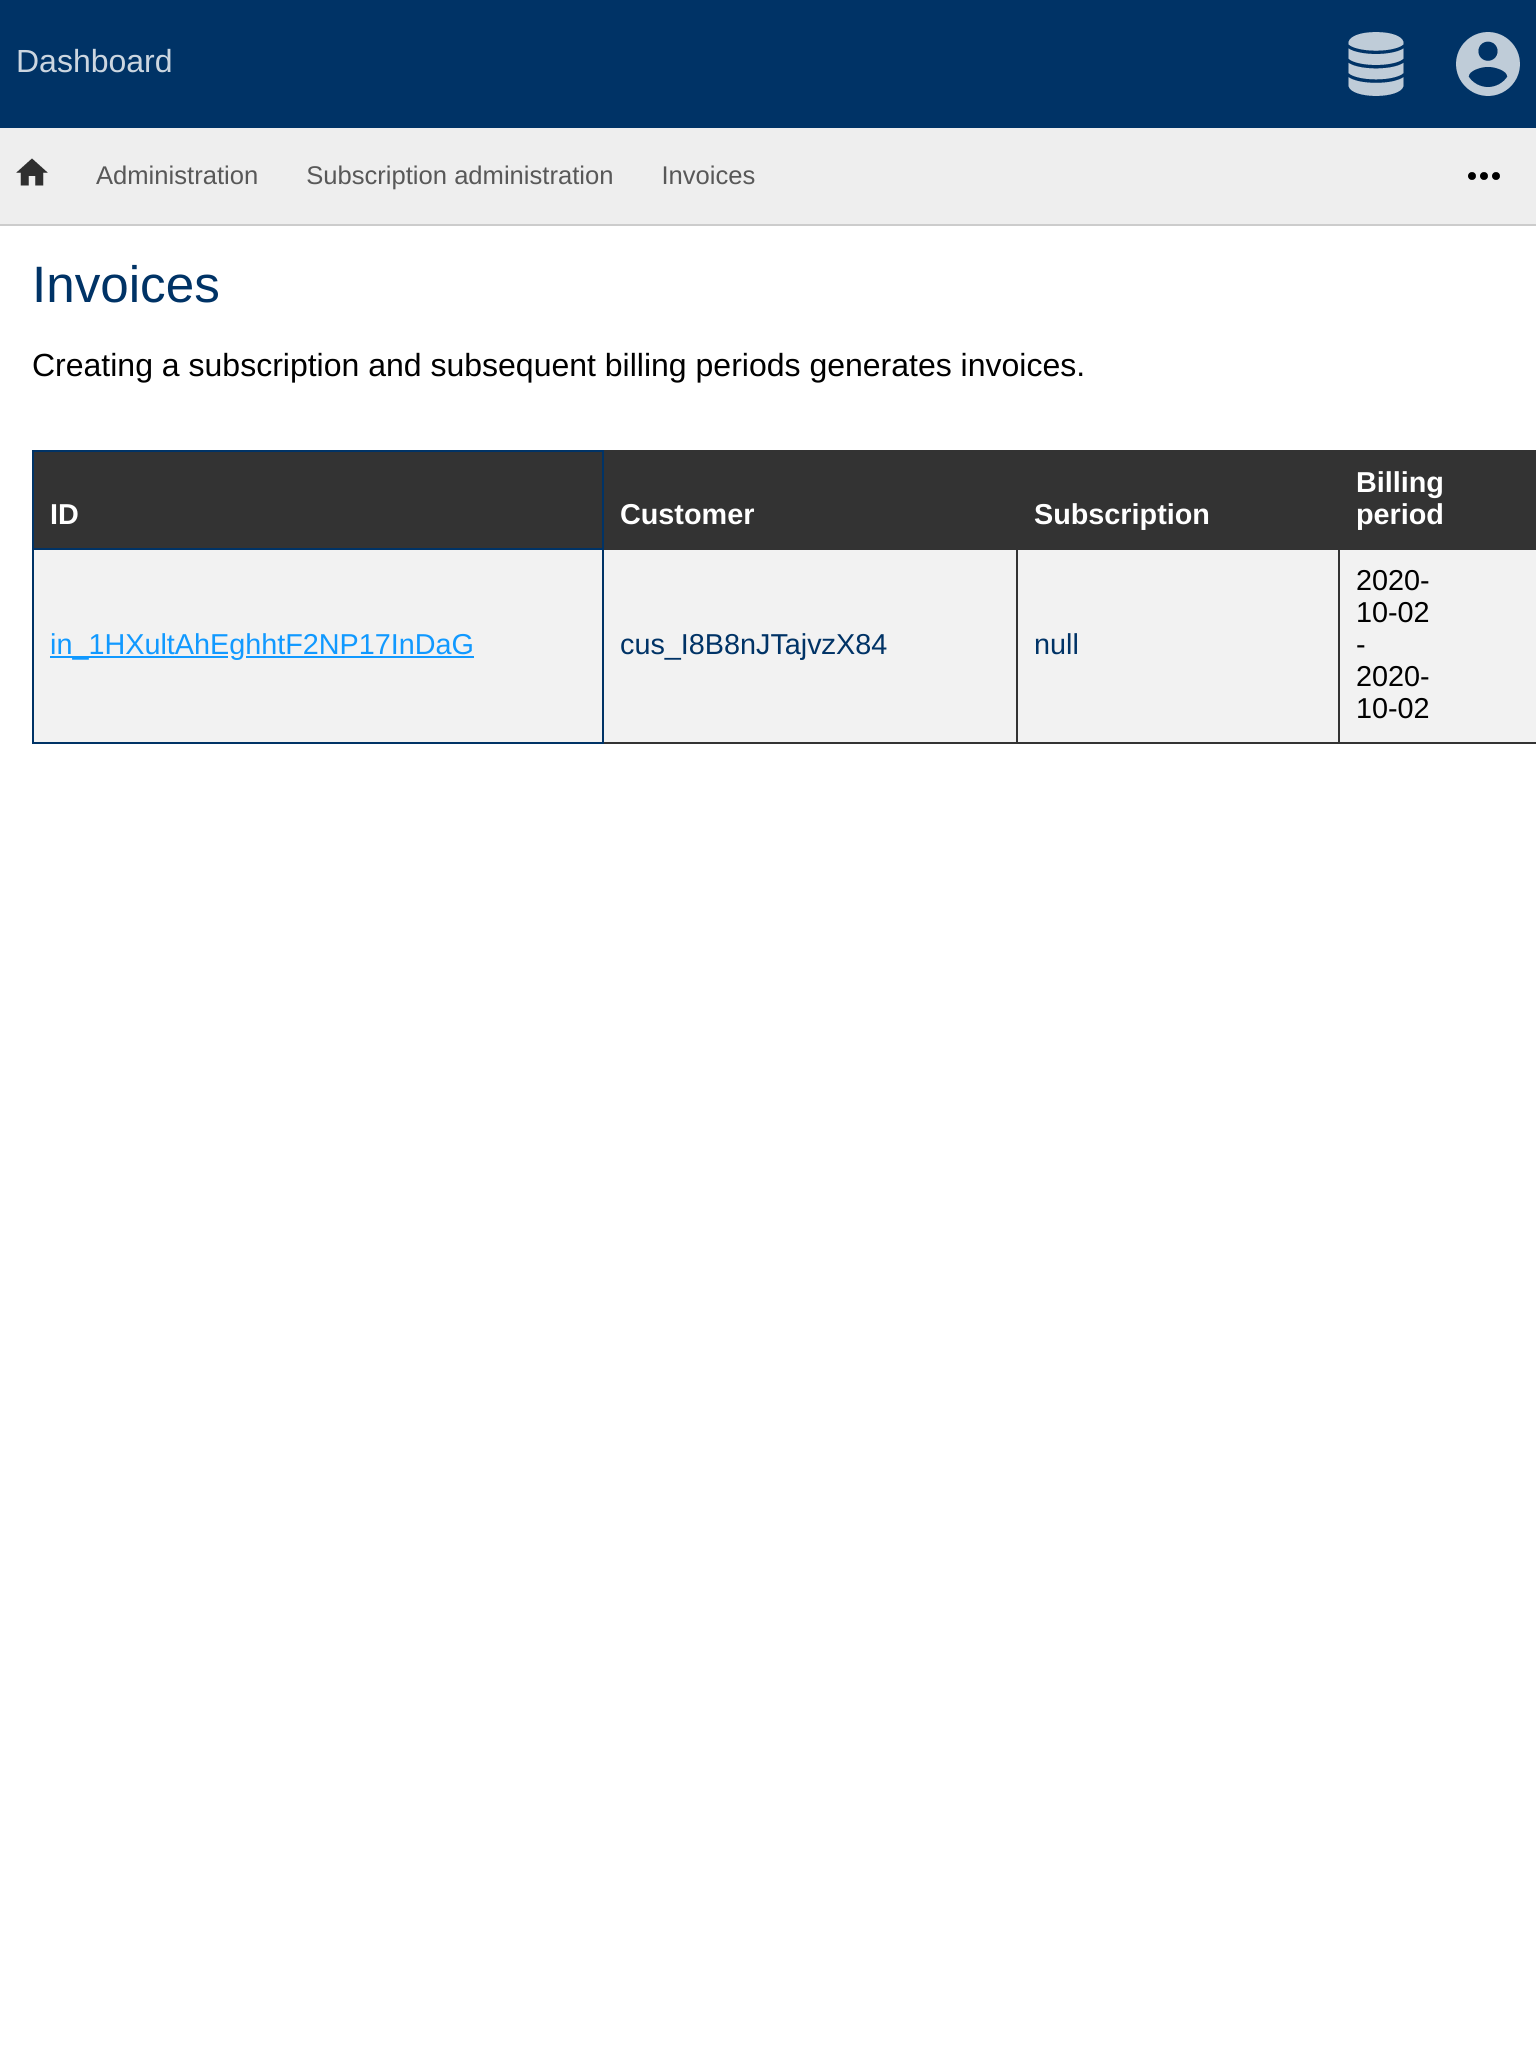 Dashboard
Administration Subscription administration Invoices
Invoices
Creating a subscription and subsequent billing periods generates invoices.
ID Customer Subscription Billing period
in_1HXultAhEghhtF2NP17InDaG cus_I8B8nJTajvzX84 null 2020-
10-02
-
2020-
10-02